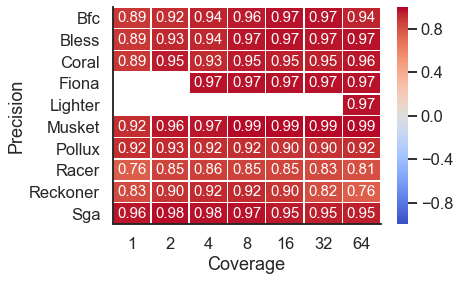 Precision
Bfc 0.89 0.92 0.94 0.96 0.97 0.97 0.94
Bless 0.89 0.93 0.94 0.97 0.97 0.97 0.97
Coral 0.89 0.95 0.93 0.95 0.95 0.95 0.96
Fiona 0.97 0.97 0.97 0.97 0.97
Lighter 0.97
Musket 0.92 0.96 0.97 0.99 0.99 0.99 0.99
Pollux 0.92 0.93 0.92 0.92 0.90 0.90 0.92
Racer 0.76 0.85 0.86 0.85 0.85 0.83 0.81
Reckoner 0.83 0.90 0.92 0.92 0.90 0.82 0.76
Sga 0.96 0.98 0.98 0.97 0.95 0.95 0.95
1 2 4 8 16 32 64
Coverage
0.8
0.4
0.0
−0.4
−0.8